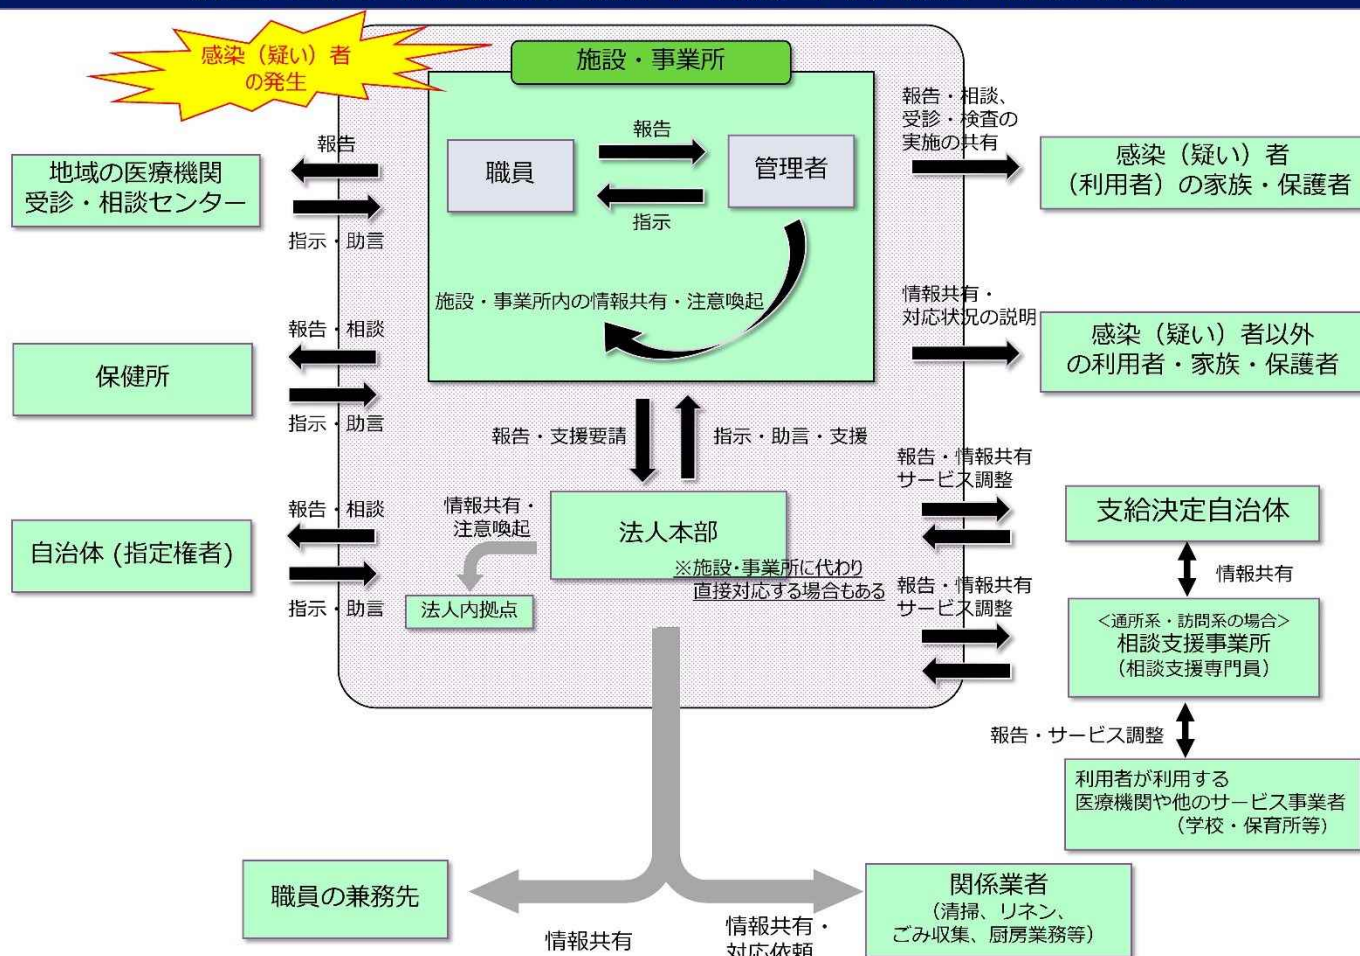 感染（疑い）者
の発生
施設・事業所
職員
報告
指示
管理者
施設・事業所内の情報共有・注意喚起
報告
地域の医療機関
受診・相談センター
指示・助言
報告・相談
保健所
指示・助言
報告・相談
自治体 (指定権者)
指示・助言
報告・相談、
受診・検査の
実施の共有
感染（疑い）者
（利用者）の家族・保護者
情報共有・
対応状況の説明
感染（疑い）者以外
の利用者・家族・保護者
報告・支援要請
指示・助言・支援
情報共有・
注意喚起
法人本部
※施設・事業所に代わり
直接対応する場合もある
法人内拠点
報告・情報共有
サービス調整
支給決定自治体
情報共有
報告・情報共有
サービス調整
＜通所系・訪問系の場合＞
相談支援事業所
（相談支援専門員）
報告・サービス調整
利用者が利用する
医療機関や他のサービス事業者
（学校・保育所等）
職員の兼務先
情報共有
情報共有・
対応依頼
関係業者
（清掃、リネン、
ごみ収集、厨房業務等）